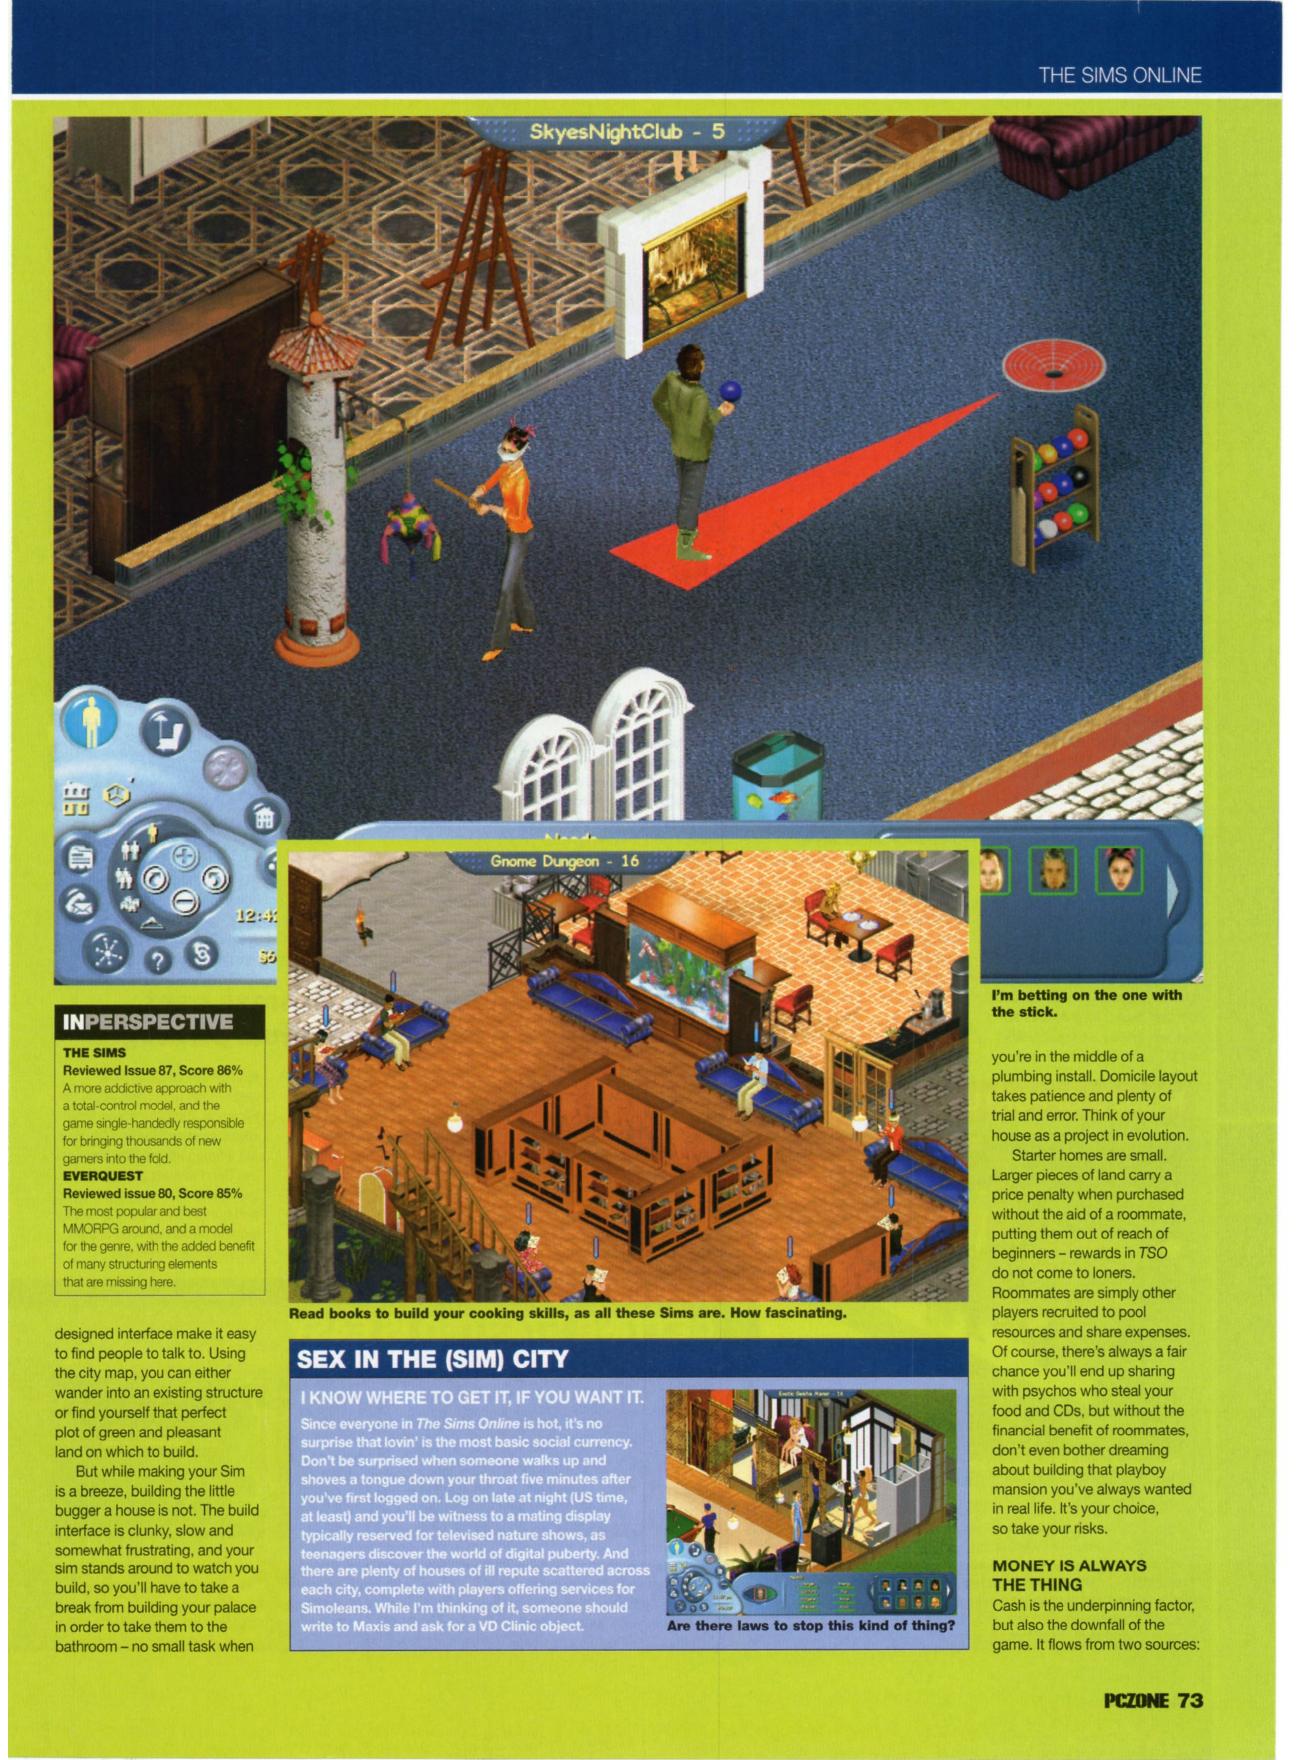 THE SIMS ONLINE
SkyesNightClub - 5
12:42
Gnome Dungeon - 16
I'm betting on the one with
the stick.
INPERSPECTIVE
THE SIMS
Reviewed Issue 87, Score 86%
A more addictive approach with
a total-control model, and the
game single-handedly responsible
for bringing thousands of new
gamers into the fold.
EVERQUEST
Reviewed issue 80, Score 85%
The most popular and best
MMORPG around, and a model
for the genre, with the added benefit
of many structuring elements
that are missing here.
Read books to build your cooking skills, as all these Sims are. How fascinating.
designed interface make it easy
to find people to talk to. Using
the city map, you can either
wander into an existing structure
or find yourself that perfect
plot of green and pleasant
land on which to build.
But while making your Sim
is a breeze, building the little
bugger a house is not. The build
interface is clunky, slow and
somewhat frustrating, and your
sim stands around to watch you
build, so you'll have to take a
break from building your palace
in order to take them to the
bathroom – no small task when
SEX IN THE (SIM) CITY
I KNOW WHERE TO GET IT, IF YOU WANT IT.
Since everyone in The Sims Online is hot, it's no
surprise that lovin' is the most basic social currency.
Don't be surprised when someone walks up and
shoves a tongue down your throat five minutes after
you've first logged on. Log on late at night (US time,
at least) and you'll be witness to a mating display
typically reserved for televised nature shows, as
teenagers discover the world of digital puberty. And
there are plenty of houses of ill repute scattered across
each city, complete with players offering services for
Simoleans. While I'm thinking of it, someone should
write to Maxis and ask for a VD Clinic object.
Exotic Geisha Manor - 14
Are there laws to stop this kind of thing?
you're in the middle of a
plumbing install. Domicile layout
takes patience and plenty of
trial and error. Think of your
house as a project in evolution.
Starter homes are small.
Larger pieces of land carry a
price penalty when purchased
without the aid of a roommate,
putting them out of reach of
beginners – rewards in TSO
do not come to loners.
Roommates are simply other
players recruited to pool
resources and share expenses.
Of course, there's always a fair
chance you'll end up sharing
with psychos who steal your
food and CDs, but without the
financial benefit of roommates,
don't even bother dreaming
about building that playboy
mansion you've always wanted
in real life. It's your choice,
so take your risks.
MONEY IS ALWAYS
THE THING
Cash is the underpinning factor,
but also the downfall of the
game. It flows from two sources:
PCZONE 73